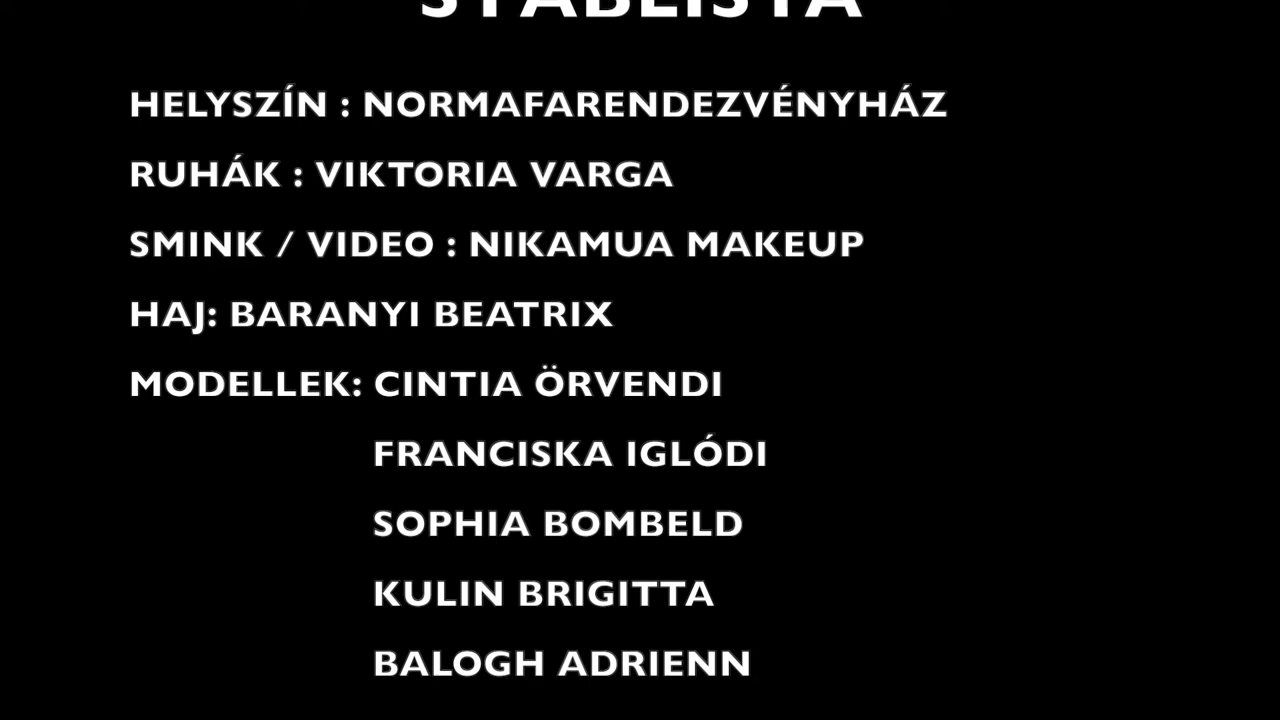 STÁBLISTA
HELYSZÍN : NORMAFARENDEZVÉNYHÁZ
RUHÁK : VIKTORIA VARGA
SMINK / VIDEO : NIKAMUA MAKEUP
HAJ: BARANYI BEATRIX
MODELLEK: CINTIA ÖRVENDI
FRANCISKA IGLÓDI
SOPHIA BOMBELD
KULIN BRIGITTA
BALOGH ADRIENN